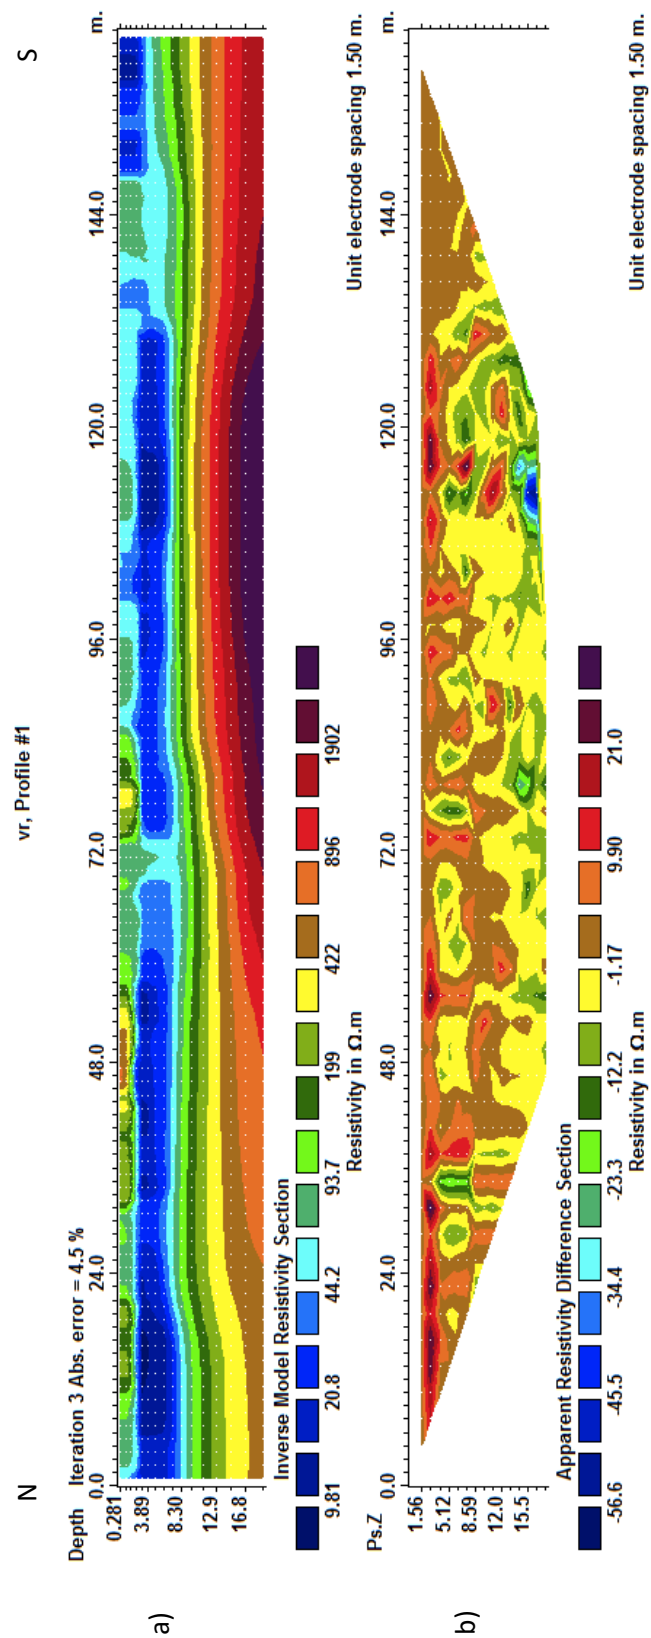 N S
vr, Profile #1
a)
Depth Iteration 3 Abs. error = 4.5 %
0.0 24.0 48.0 72.0 96.0 120.0 144.0 m.
0.281
3.89
8.30
12.9
16.8
Inverse Model Resistivity Section
9.81 20.8 44.2 93.7 199 422 896 1902
Resistivity in Ω.m
Unit electrode spacing 1.50 m.
b)
Ps.Z
0.0 24.0 48.0 72.0 96.0 120.0 144.0 m.
1.56
5.12
8.59
12.0
15.5
Apparent Resistivity Difference Section
-56.6 -45.5 -34.4 -23.3 -12.2 -1.17 9.90 21.0
Resistivity in Ω.m
Unit electrode spacing 1.50 m.